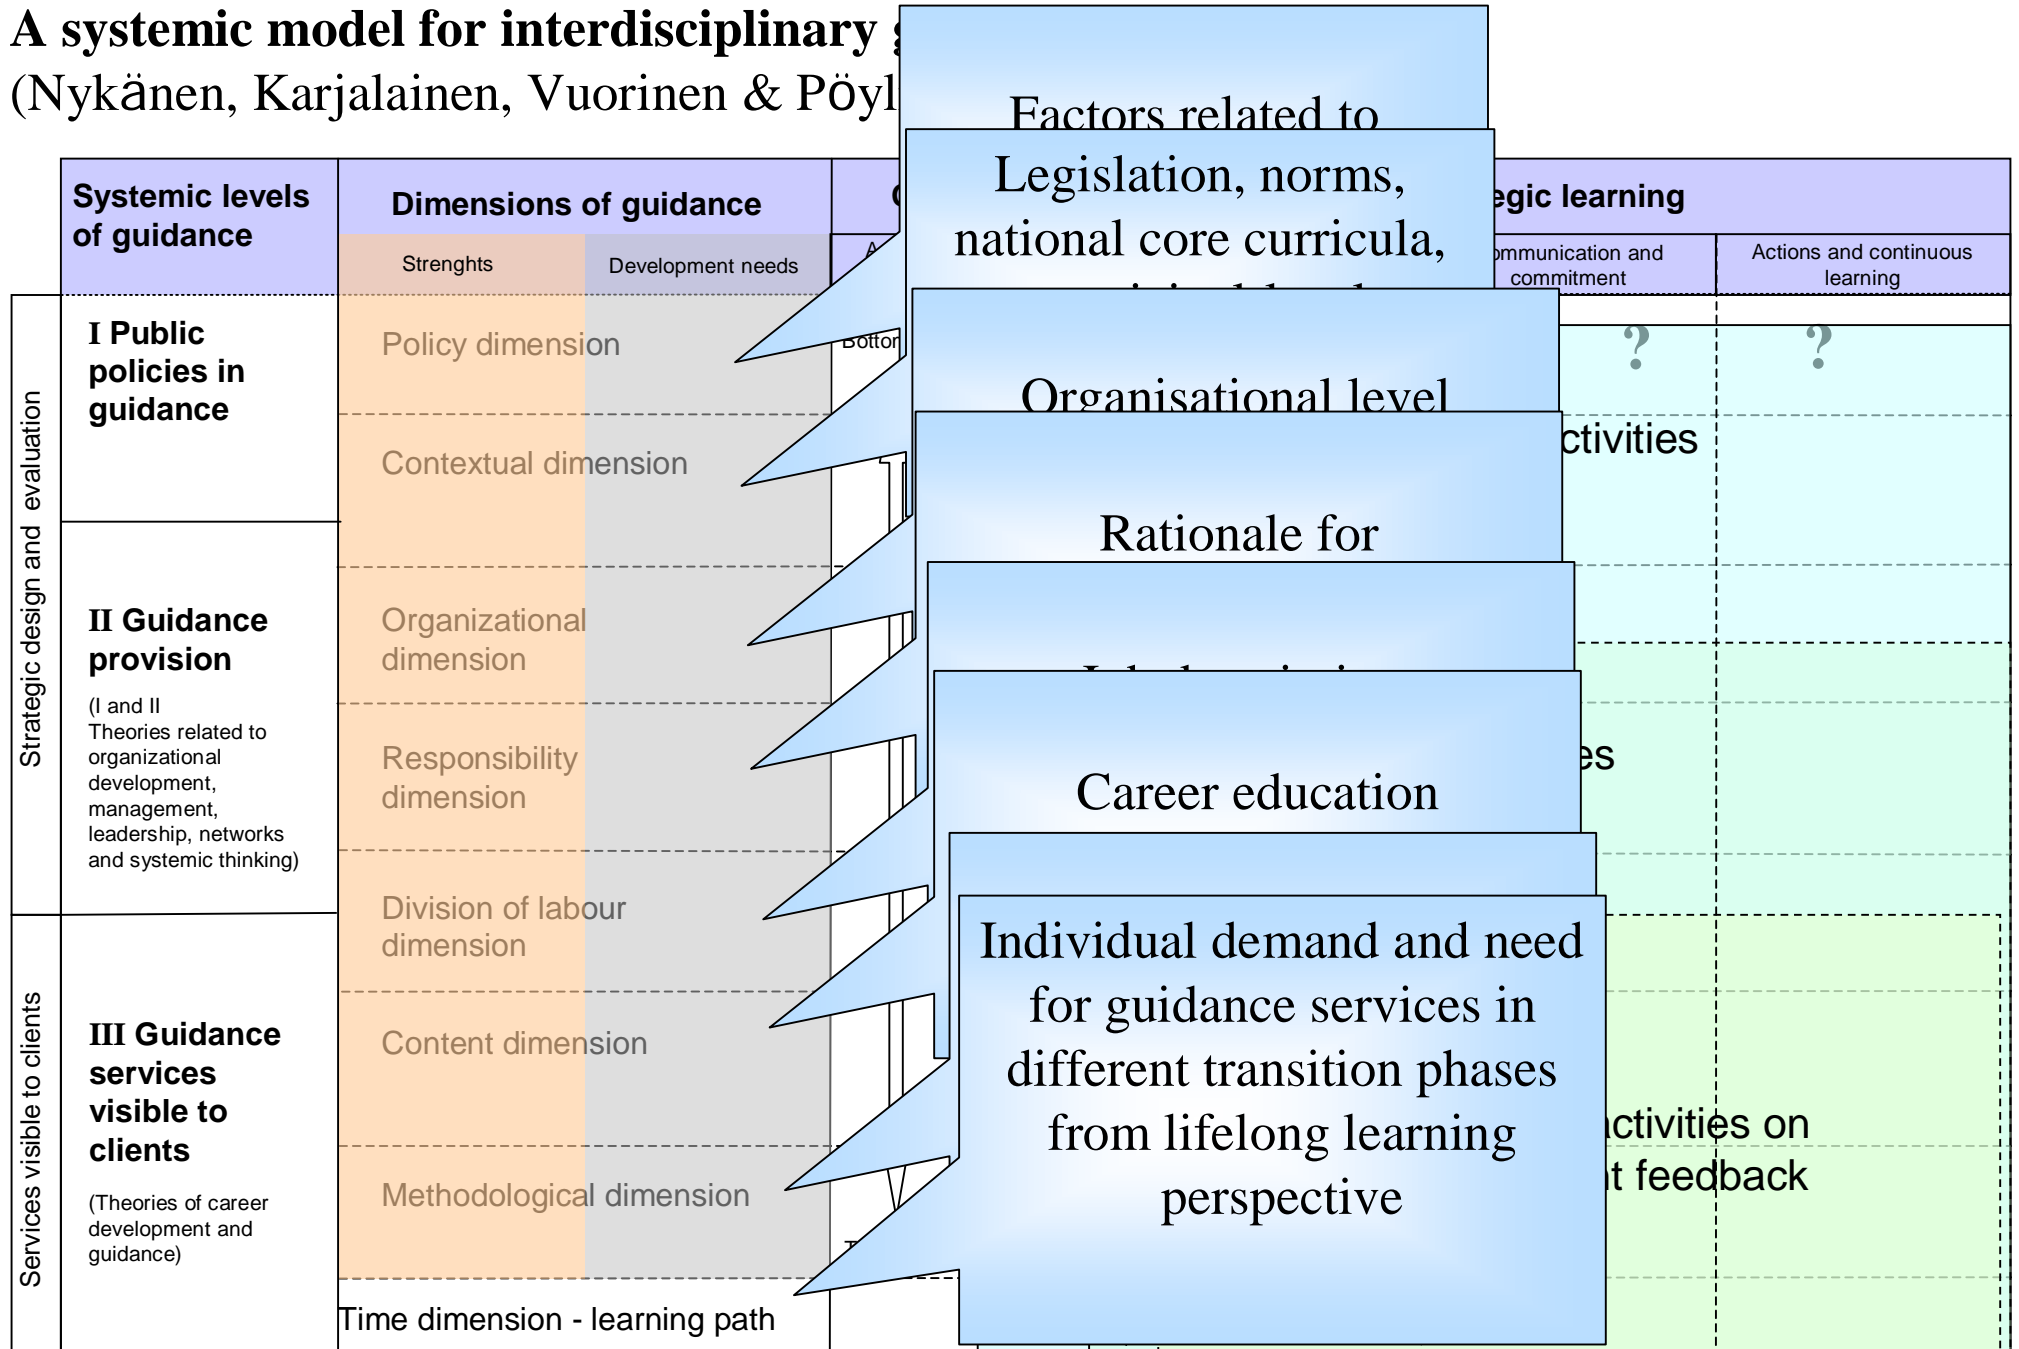 A systemic model for interdisciplinary
(Nykänen, Karjalainen, Vuorinen &
Systemic levels
of guidance
Dimensions of guidance
Strenghts
Development needs
learning
and
commitment
Actions and continuous
learning
Factors related to
Legislation, norms,
national core curricula,
Organisational level
Rationale for
Career education
Individual demand and need
for guidance services in
different transition phases
from lifelong learning
perspective
Strategic design and evaluation
I Public
policies in
guidance
Policy dimension
? ?
Contextual dimension
II Guidance
provision
(I and II
Theories related to
organizational
development,
management,
leadership, networks
and systemic thinking)
Organizational
dimension
Responsibility
dimension
Division of labour
dimension
Services visible to clients
III Guidance
services
visible to
clients
(Theories of career
development and
guidance)
Content dimension
Methodological dimension
on
feedback
Time dimension - learning path